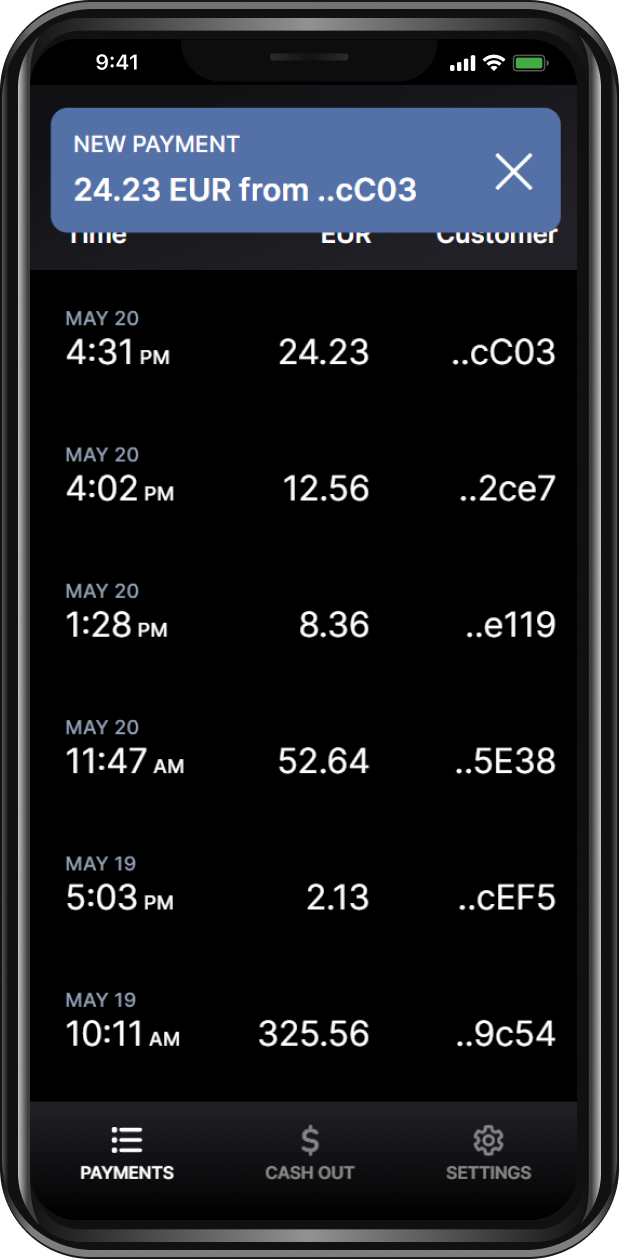 9:41
NEW PAYMENT
24.23 EUR from ..cC03
Time EUR Customer
MAY 20
4:31 PM 24.23 ..cC03
MAY 20
4:02 PM 12.56 ..2ce7
MAY 20
1:28 PM 8.36 ..e119
MAY 20
11:47 AM 52.64 ..5E38
MAY 19
5:03 PM 2.13 ..cEF5
MAY 19
10:11 AM 325.56 ..9c54
PAYMENTS CASH OUT SETTINGS